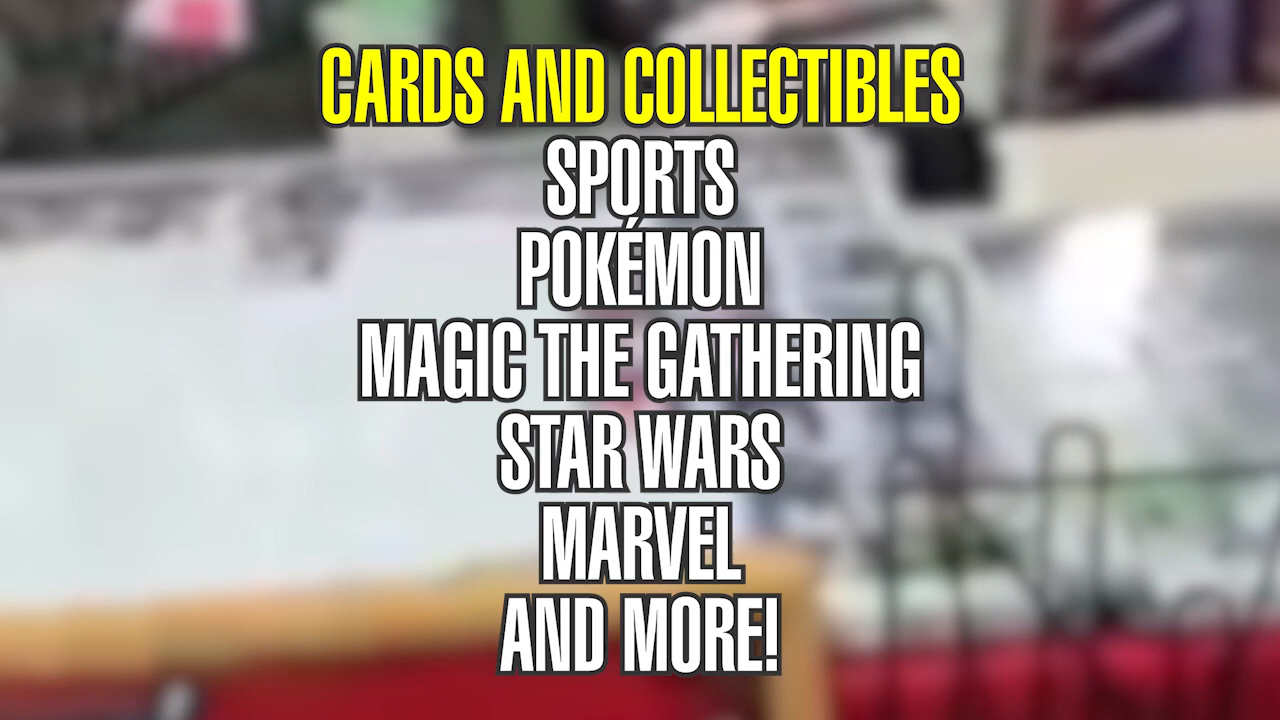 CARDS AND COLLECTIBLES
SPORTS
POKÉMON
MAGIC THE GATHERING
STAR WARS
MARVEL
AND MORE!